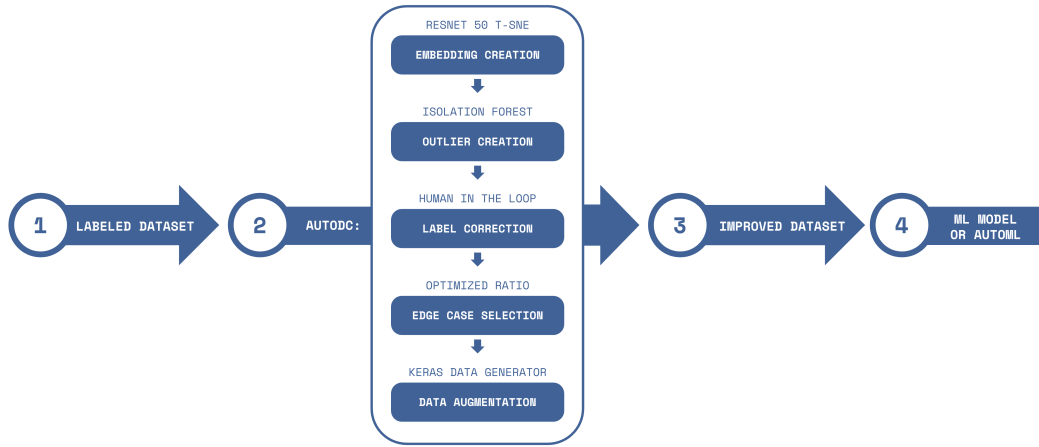 1
LABELED DATASET
2
AUTODC:
RESNET 50 T-SNE
EMBEDDING CREATION
ISOLATION FOREST
OUTLIER CREATION
HUMAN IN THE LOOP
LABEL CORRECTION
OPTIMIZED RATIO
EDGE CASE SELECTION
KERAS DATA GENERATOR
DATA AUGMENTATION
3
IMPROVED DATASET
4
ML MODEL
OR AUTOML